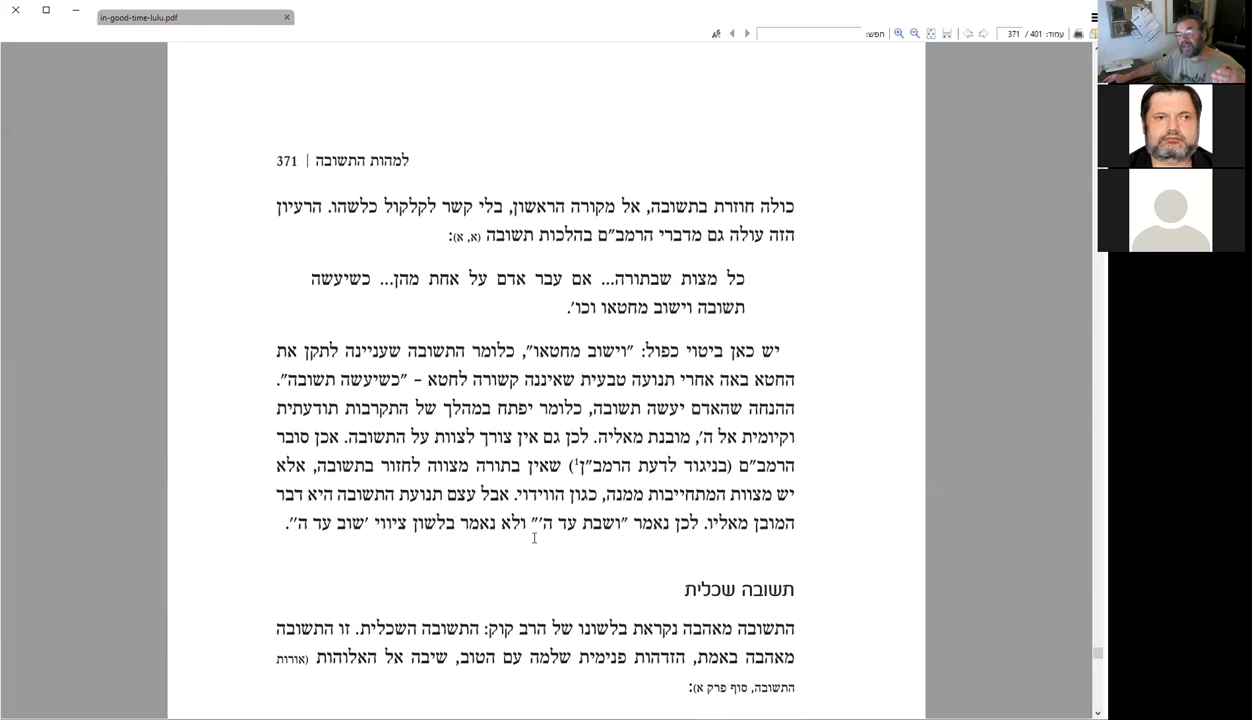 in-good-time-lulu.pdf
חפש:
עמוד: 371 / 401
למהות התשובה | 371
כולה חוזרת בתשובה, אל מקורה הראשון, בלי קשר לקלקול כלשהו. הרעיון
הזה עולה גם מדברי הרמב"ם בהלכות תשובה (א, א):
כל מצות שבתורה... אם עבר אדם על אחת מהן... כשיעשה
תשובה וישוב מחטאו וכו'.
יש כאן ביטוי כפול: "וישוב מחטאו", כלומר התשובה שעניינה לתקן את
החטא באה אחרי תנועה טבעית שאיננה קשורה לחטא – "כשיעשה תשובה".
ההנחה שהאדם יעשה תשובה, כלומר יפתח במהלך של התקרבות תודעתית
וקיומית אל ה', מובנת מאליה. לכן גם אין צורך לצוות על התשובה. אכן סובר
הרמב"ם (בניגוד לדעת הרמב"ן¹) שאין בתורה מצווה לחזור בתשובה, אלא
יש מצוות המתחייבות ממנה, כגון הווידוי. אבל עצם תנועת התשובה היא דבר
המובן מאליו. לכן נאמר "ושבת עד ה'" ולא נאמר בלשון ציווי 'שוב עד ה''.
תשובה שכלית
התשובה מאהבה נקראת בלשונו של הרב קוק: התשובה השכלית. זו התשובה
מאהבה באמת, הזדהות פנימית שלמה עם הטוב, שיבה אל האלוהות (אורות
התשובה, סוף פרק א):